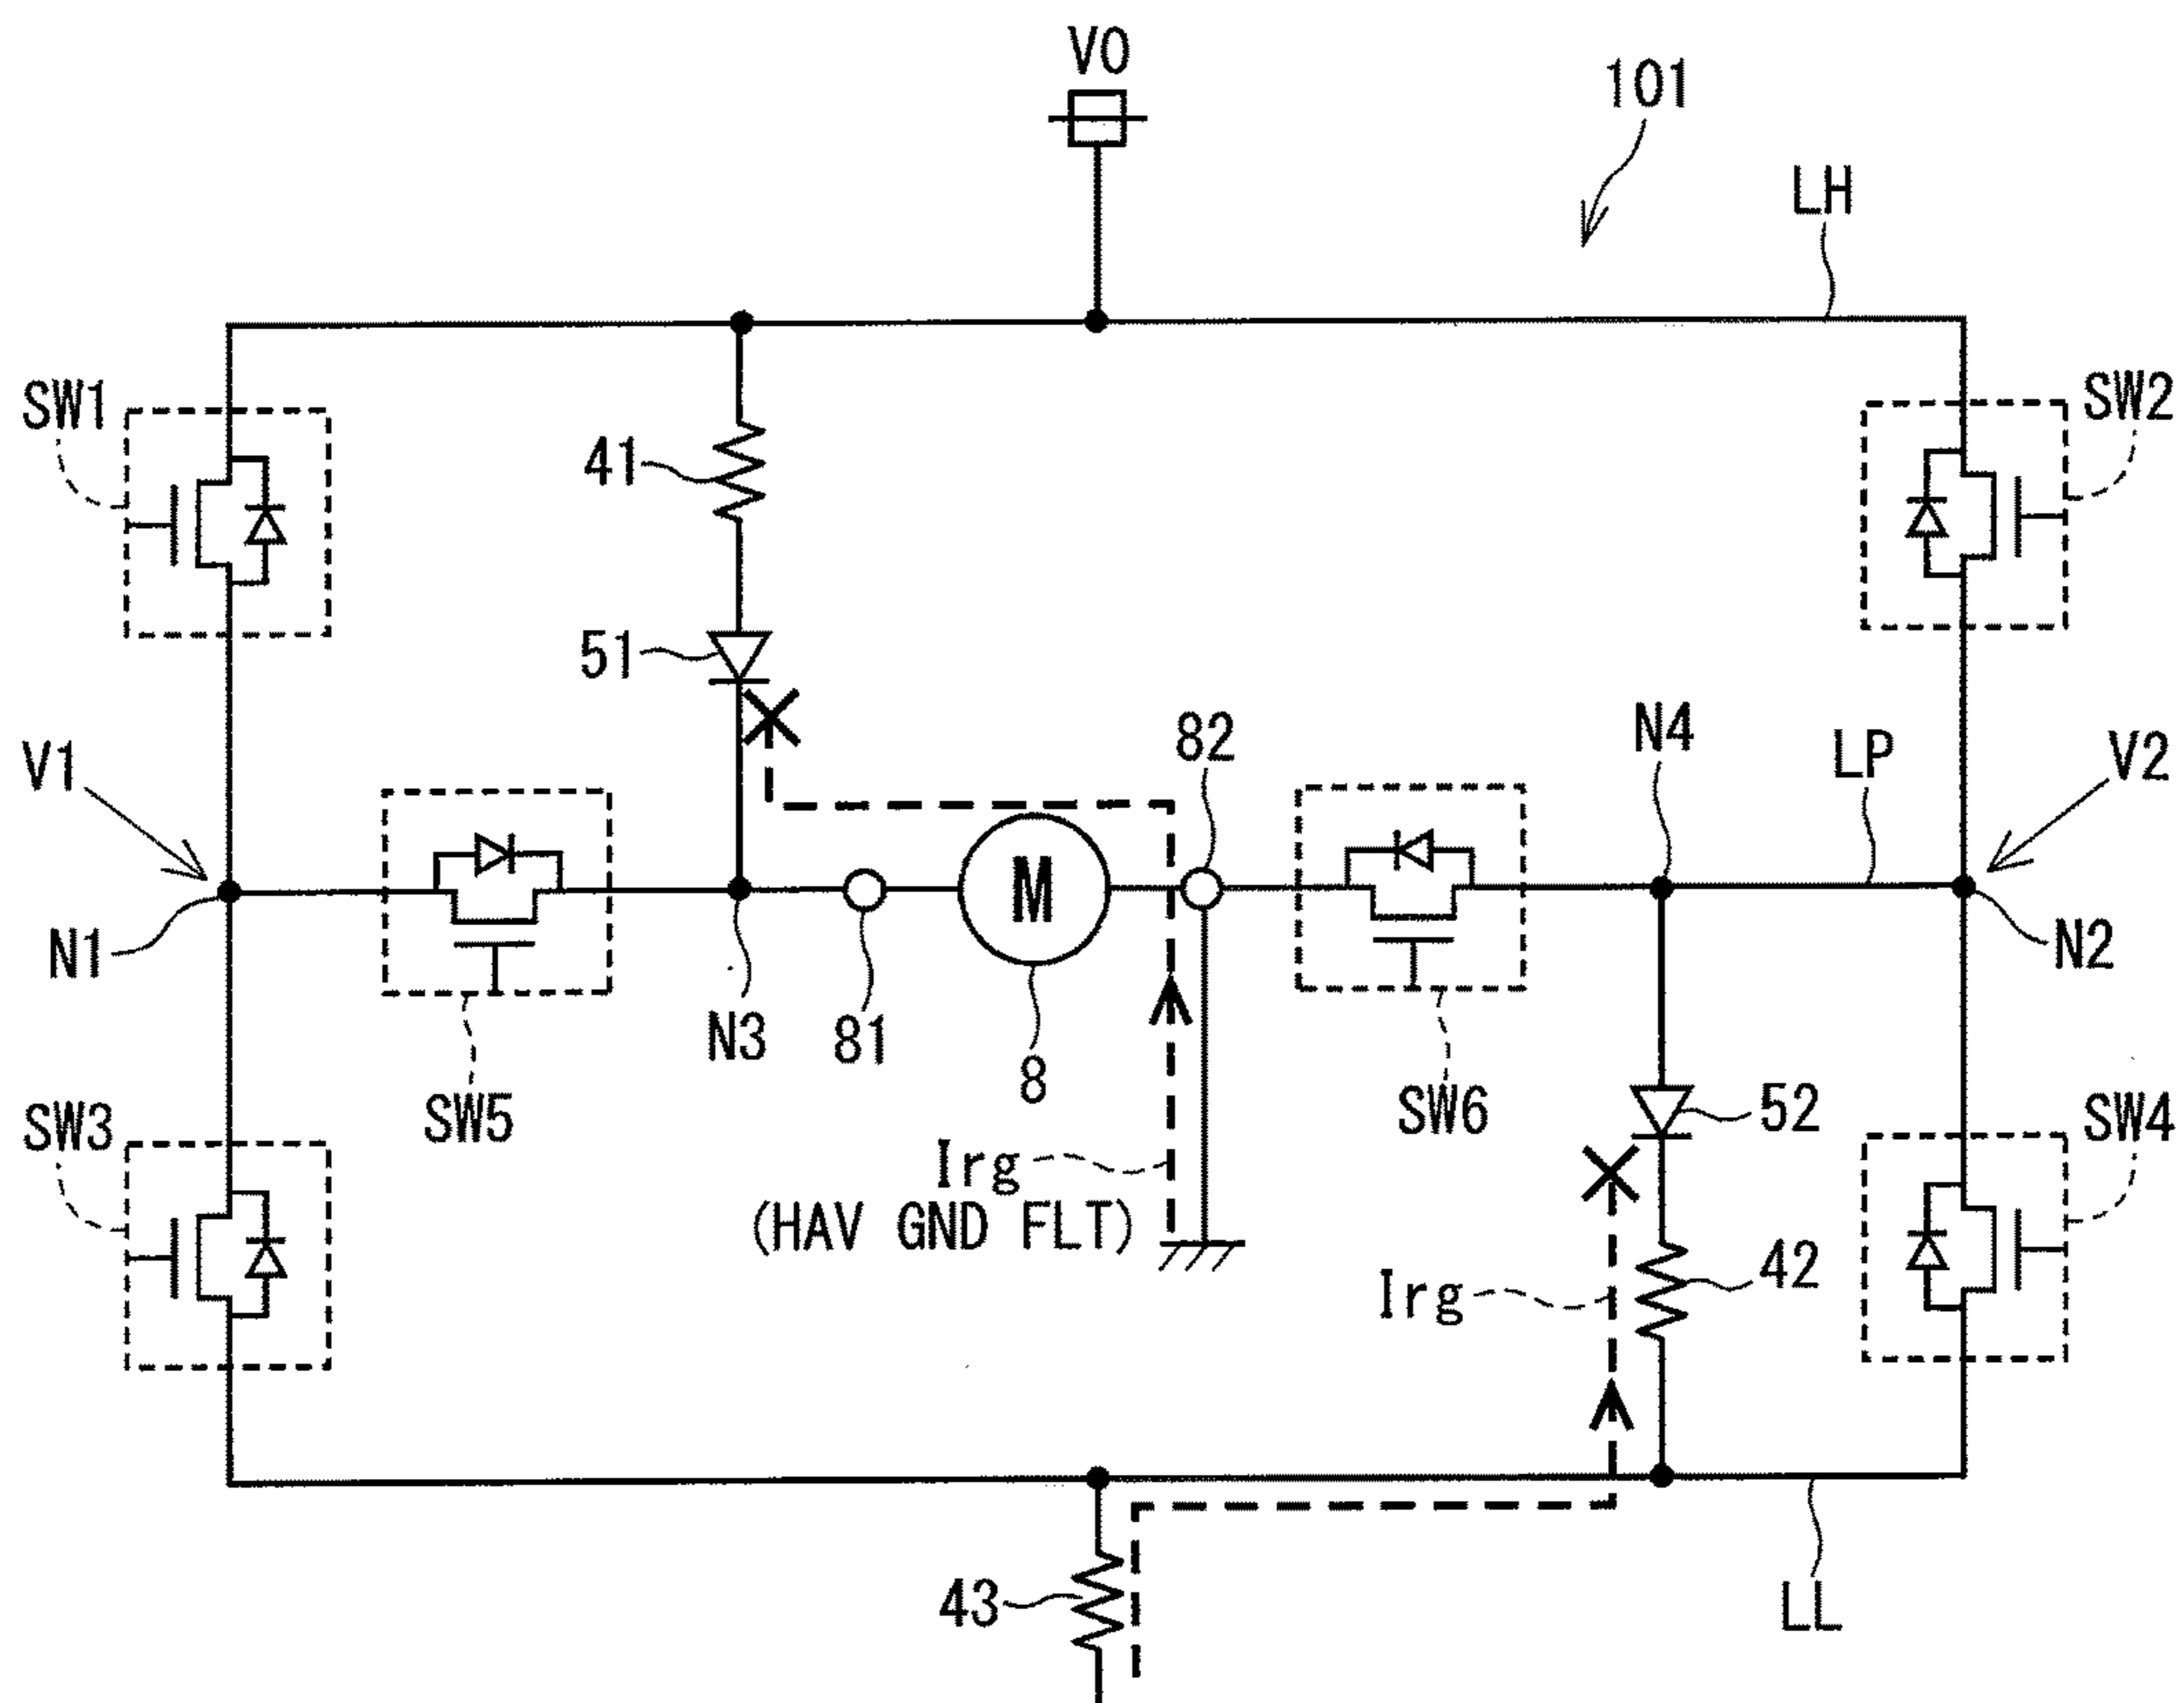 V0
101
LH
SW1
SW2
41
51
N4
82
LP
V1
V2
M
N1
N2
N3
81
8
SW5
SW6
52
SW3
SW4
Irg
(HAV GND FLT)
42
Irg
43
LL